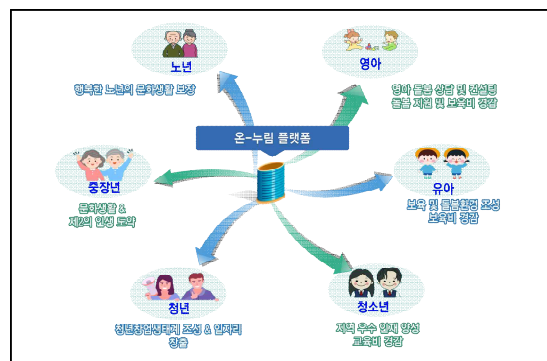 노년
행복한 노년의 문화생활 보장
영아
영아 돌봄 상담 및 컨설팅
돌봄 지원 및 보육비 경감
온-누림 플랫폼
중장년
문화생활 &
제2의 인생 도약
유아
보육 및 돌봄환경 조성
보육비 경감
청년
청년창업생태계 조성 & 일자리
창출
청소년
지역 우수 인재 양성
교육비 경감